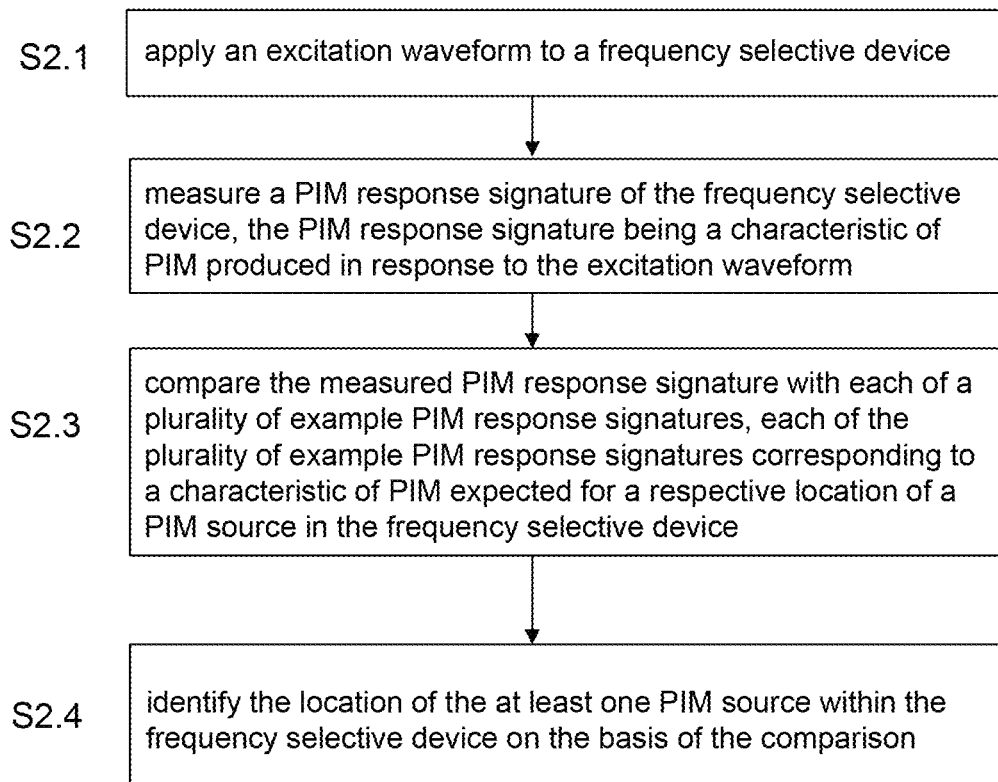 S2.1
apply an excitation waveform to a frequency selective device
S2.2
measure a PIM response signature of the frequency selective
device, the PIM response signature being a characteristic of
PIM produced in response to the excitation waveform
S2.3
compare the measured PIM response signature with each of a
plurality of example PIM response signatures, each of the
plurality of example PIM response signatures corresponding to
a characteristic of PIM expected for a respective location of a
PIM source in the frequency selective device
S2.4
identify the location of the at least one PIM source within the
frequency selective device on the basis of the comparison